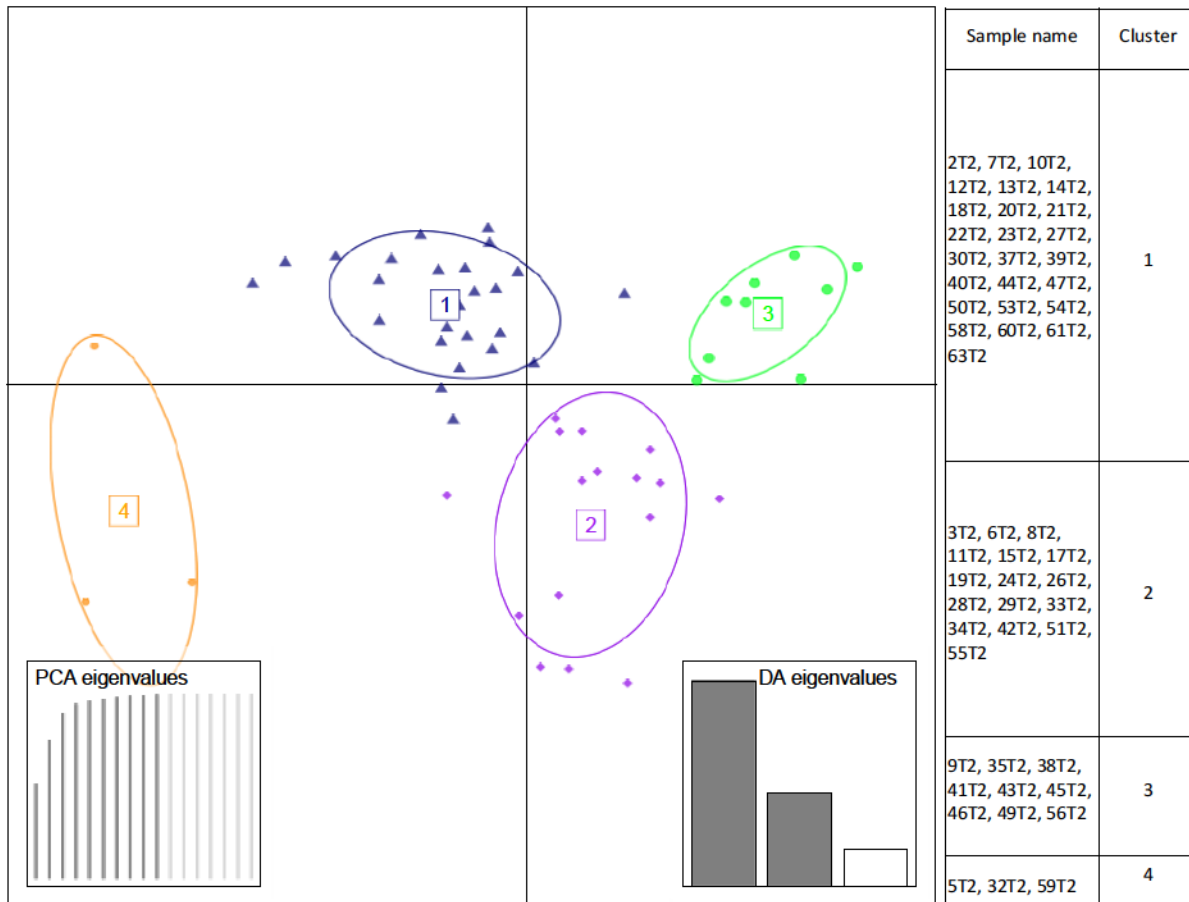 1
3
2
4
PCA eigenvalues
DA eigenvalues
Sample name Cluster
2T2, 7T2, 10T2,
12T2, 13T2, 14T2,
18T2, 20T2, 21T2,
22T2, 23T2, 27T2,
30T2, 37T2, 39T2,
40T2, 44T2, 47T2,
50T2, 53T2, 54T2,
58T2, 60T2, 61T2,
63T2
1
3T2, 6T2, 8T2,
11T2, 15T2, 17T2,
19T2, 24T2, 26T2,
28T2, 29T2, 33T2,
34T2, 42T2, 51T2,
55T2
2
9T2, 35T2, 38T2,
41T2, 43T2, 45T2,
46T2, 49T2, 56T2
3
5T2, 32T2, 59T2
4